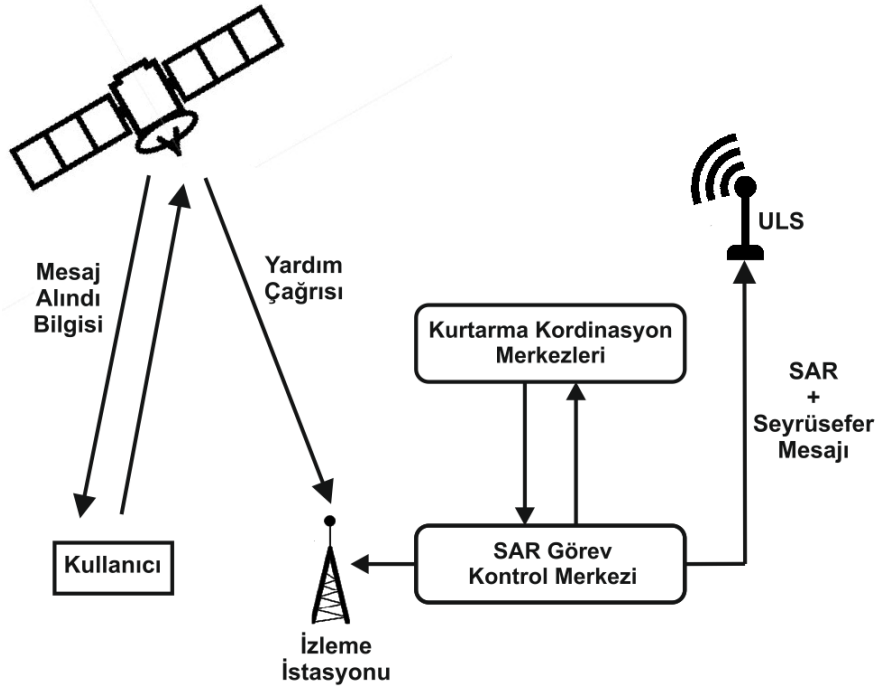 Mesaj
Alındı
Bilgisi
Yardım
Çağrısı
ULS
Kurtarma Kordinasyon
Merkezleri
SAR
+
Seyrüsefer
Mesajı
Kullanıcı
SAR Görev
Kontrol Merkezi
İzleme
İstasyonu